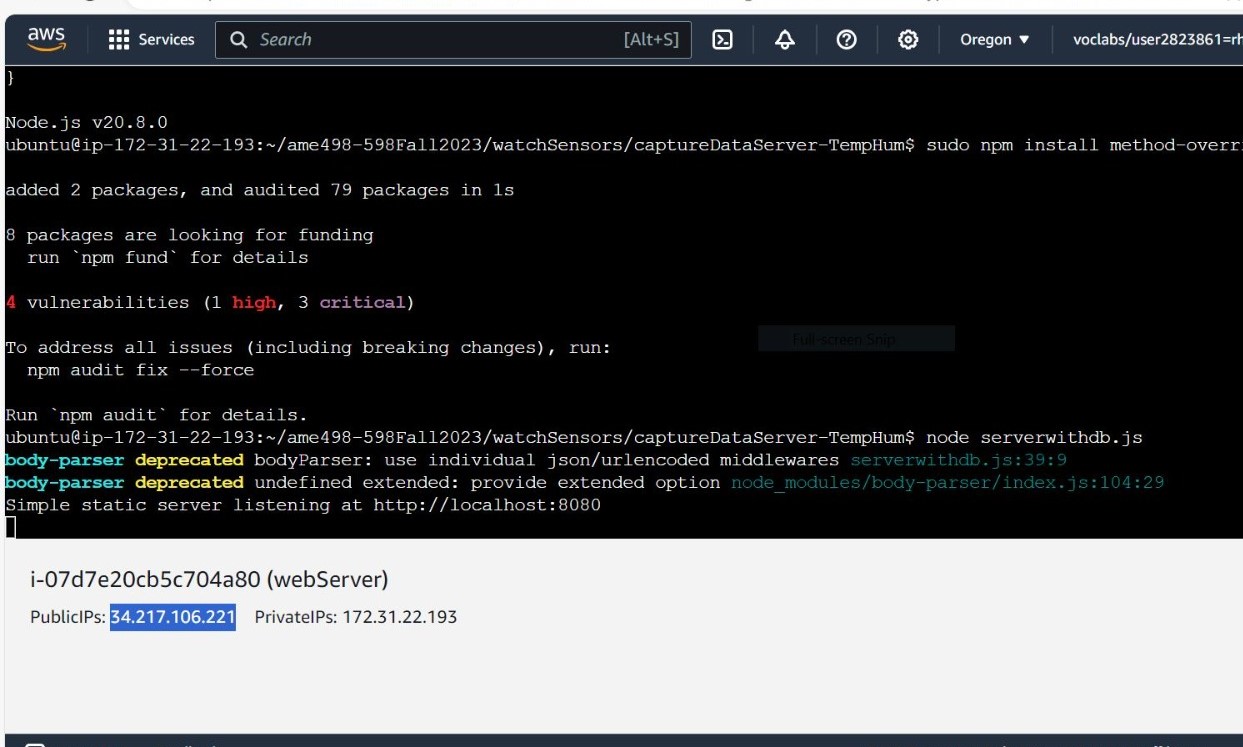 aws Services Search [Alt+S] Oregon ▼ voclabs/user2823861=rh
}
Node.js v20.8.0
ubuntu@ip-172-31-22-193:~/ame498-598Fall2023/watchSensors/captureDataServer-TempHum$ sudo npm install method-overri
added 2 packages, and audited 79 packages in 1s
8 packages are looking for funding
run `npm fund` for details
4 vulnerabilities (1 high, 3 critical)
To address all issues (including breaking changes), run:
npm audit fix --force
Full-screen Snip
Run `npm audit` for details.
ubuntu@ip-172-31-22-193:~/ame498-598Fall2023/watchSensors/captureDataServer-TempHum$ node serverwithdb.js
body-parser deprecated bodyParser: use individual json/urlencoded middlewares serverwithdb.js:39:9
body-parser deprecated undefined extended: provide extended option node_modules/body-parser/index.js:104:29
Simple static server listening at http://localhost:8080
i-07d7e20cb5c704a80 (webServer)
PublicIPs: 34.217.106.221 PrivateIPs: 172.31.22.193